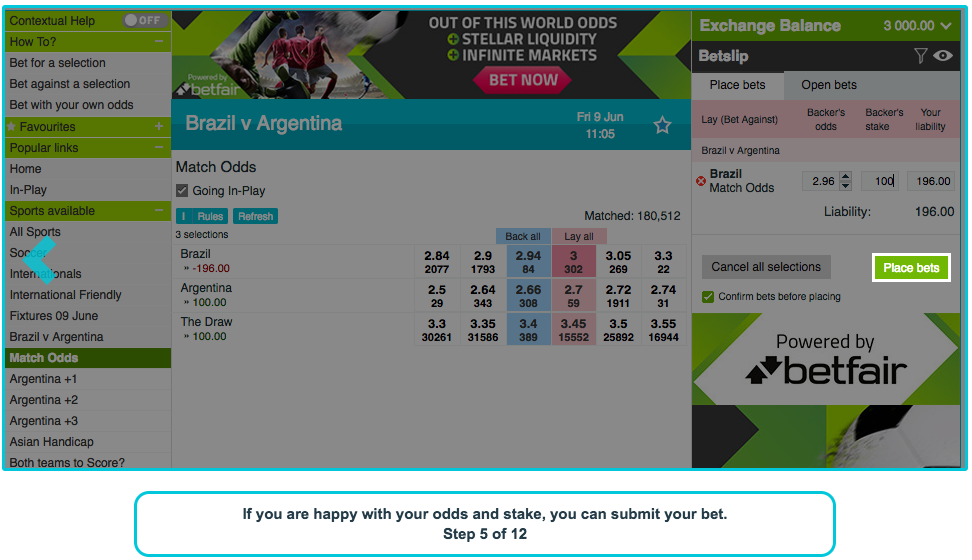 Contextual Help OFF
How To? −
Bet for a selection
Bet against a selection
Bet with your own odds
Favourites +
Popular links −
Home
In-Play
Sports available −
All Sports
Soccer
Internationals
International Friendly
Fixtures 09 June
Brazil v Argentina
Match Odds
Argentina +1
Argentina +2
Argentina +3
Asian Handicap
Both teams to Score?
Powered by
betfair
OUT OF THIS WORLD ODDS
STELLAR LIQUIDITY
INFINITE MARKETS
BET NOW
Brazil v Argentina
Fri 9 Jun
11:05
Match Odds
Going In-Play
I Rules Refresh Matched: 180,512
3 selections Back all Lay all
Brazil 2.84 2.9 2.94 3 3.05 3.3
» -196.00 2077 1793 84 302 269 22
Argentina 2.5 2.64 2.66 2.7 2.72 2.74
» 100.00 29 343 308 59 1911 31
The Draw 3.3 3.35 3.4 3.45 3.5 3.55
» 100.00 30261 31586 389 15552 25892 16944
Exchange Balance 3 000.00
Betslip
Place bets Open bets
Lay (Bet Against) Backer's odds Backer's stake Your liability
Brazil v Argentina
Brazil
Match Odds 2.96 100 196.00
Liability: 196.00
Cancel all selections Place bets
Confirm bets before placing
Powered by
betfair
If you are happy with your odds and stake, you can submit your bet.
Step 5 of 12